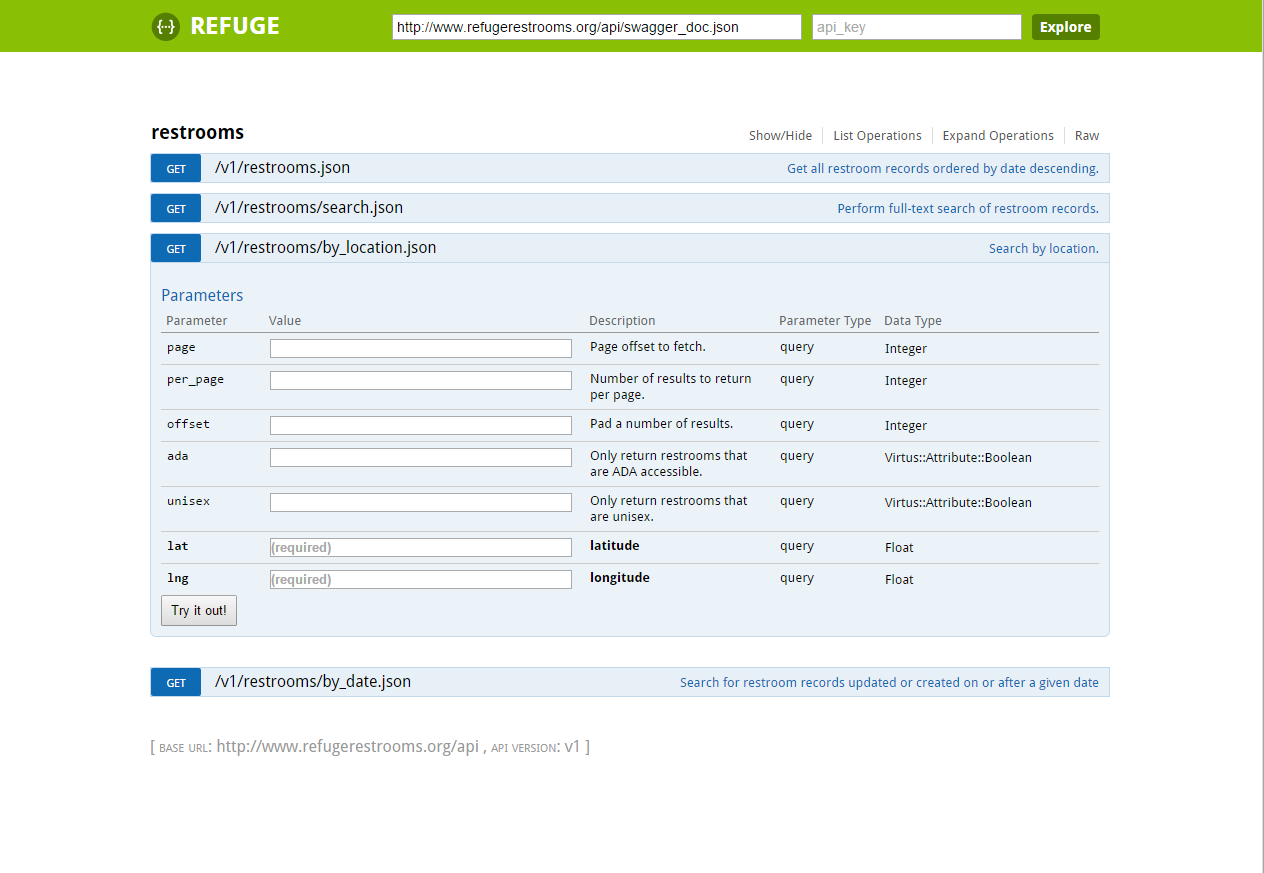 {··} REFUGE http://www.refugerestrooms.org/api/swagger_doc.json api_key Explore
restrooms Show/Hide List Operations Expand Operations Raw
GET /v1/restrooms.json Get all restroom records ordered by date descending.
GET /v1/restrooms/search.json Perform full-text search of restroom records.
GET /v1/restrooms/by_location.json Search by location.
Parameters
Parameter Value Description Parameter Type Data Type
page Page offset to fetch. query Integer
per_page Number of results to return query Integer
per page.
offset Pad a number of results. query Integer
ada Only return restrooms that query Virtus::Attribute::Boolean
are ADA accessible.
unisex Only return restrooms that query Virtus::Attribute::Boolean
are unisex.
lat (required) latitude query Float
lng (required) longitude query Float
Try it out!
GET /v1/restrooms/by_date.json Search for restroom records updated or created on or after a given date
[ BASE URL: http://www.refugerestrooms.org/api , API VERSION: v1 ]